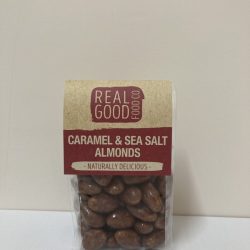 REAL
GOOD
FOOD CO
CARAMEL & SEA SALT
ALMONDS
- NATURALLY DELICIOUS -